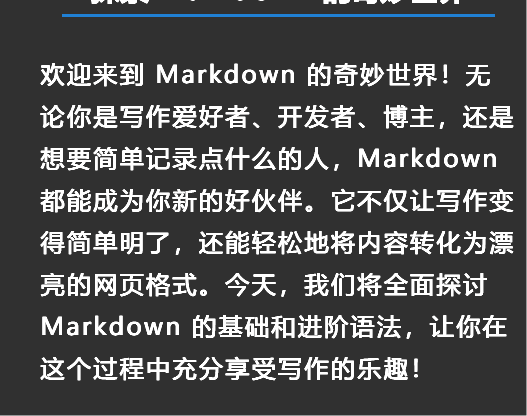 欢迎来到 Markdown 的奇妙世界！无
论你是写作爱好者、开发者、博主，还是
想要简单记录点什么的人，Markdown
都能成为你新的好伙伴。它不仅让写作变
得简单明了，还能轻松地将内容转化为漂
亮的网页格式。今天，我们将全面探讨
Markdown 的基础和进阶语法，让你在
这个过程中充分享受写作的乐趣！